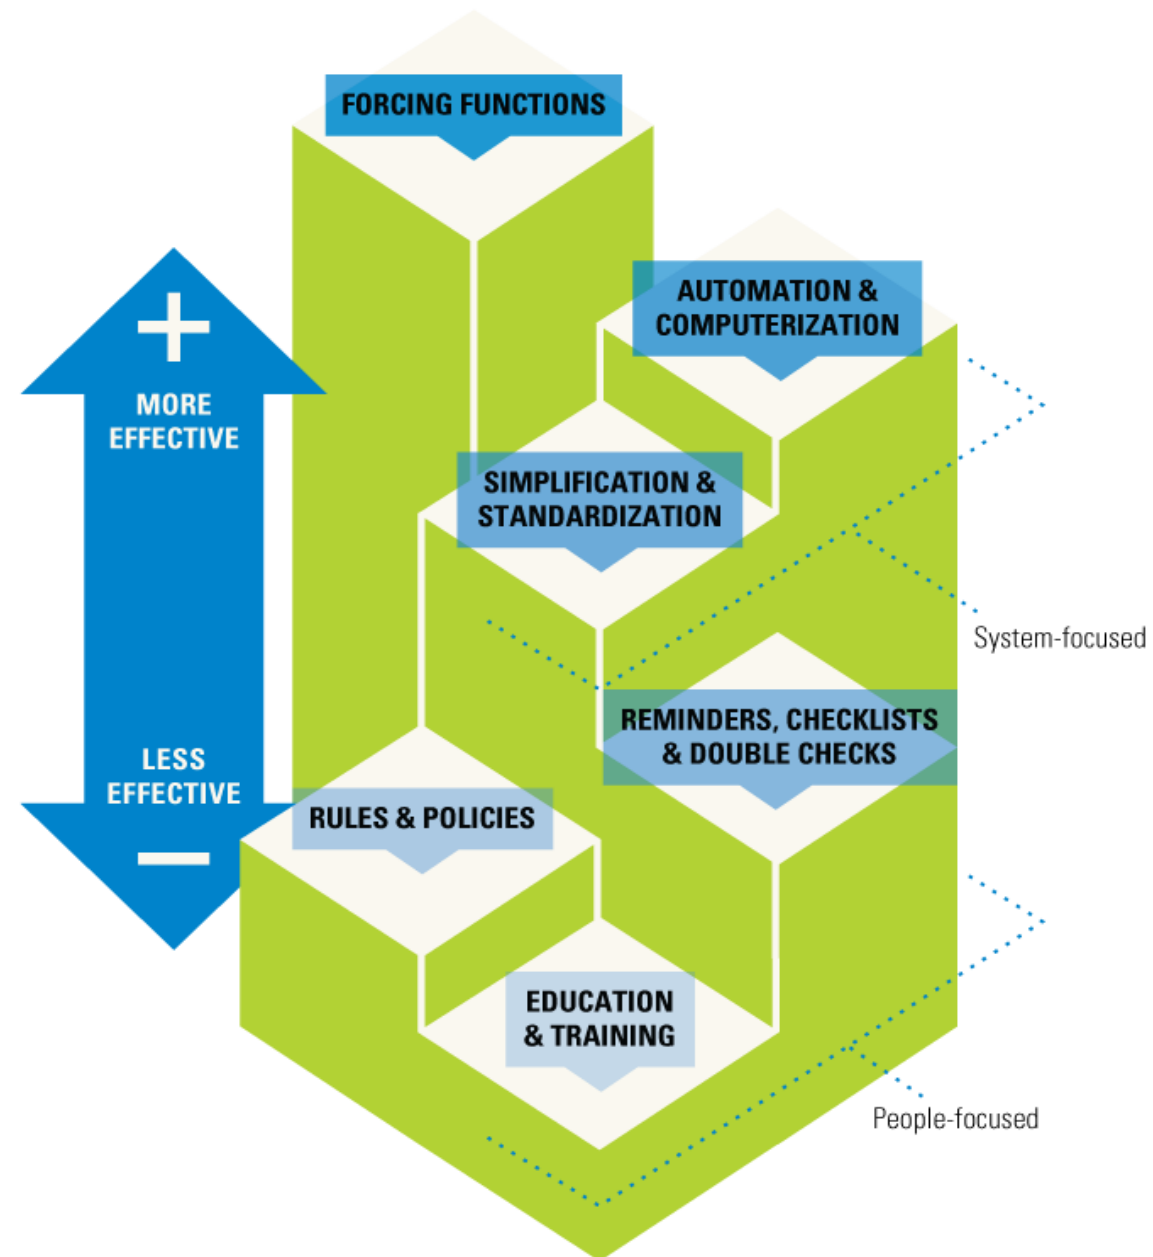 FORCING FUNCTIONS
AUTOMATION &
COMPUTERIZATION
+
MORE
EFFECTIVE
SIMPLIFICATION &
STANDARDIZATION
System-focused
REMINDERS, CHECKLISTS
& DOUBLE CHECKS
LESS
EFFECTIVE
−
RULES & POLICIES
EDUCATION
& TRAINING
People-focused